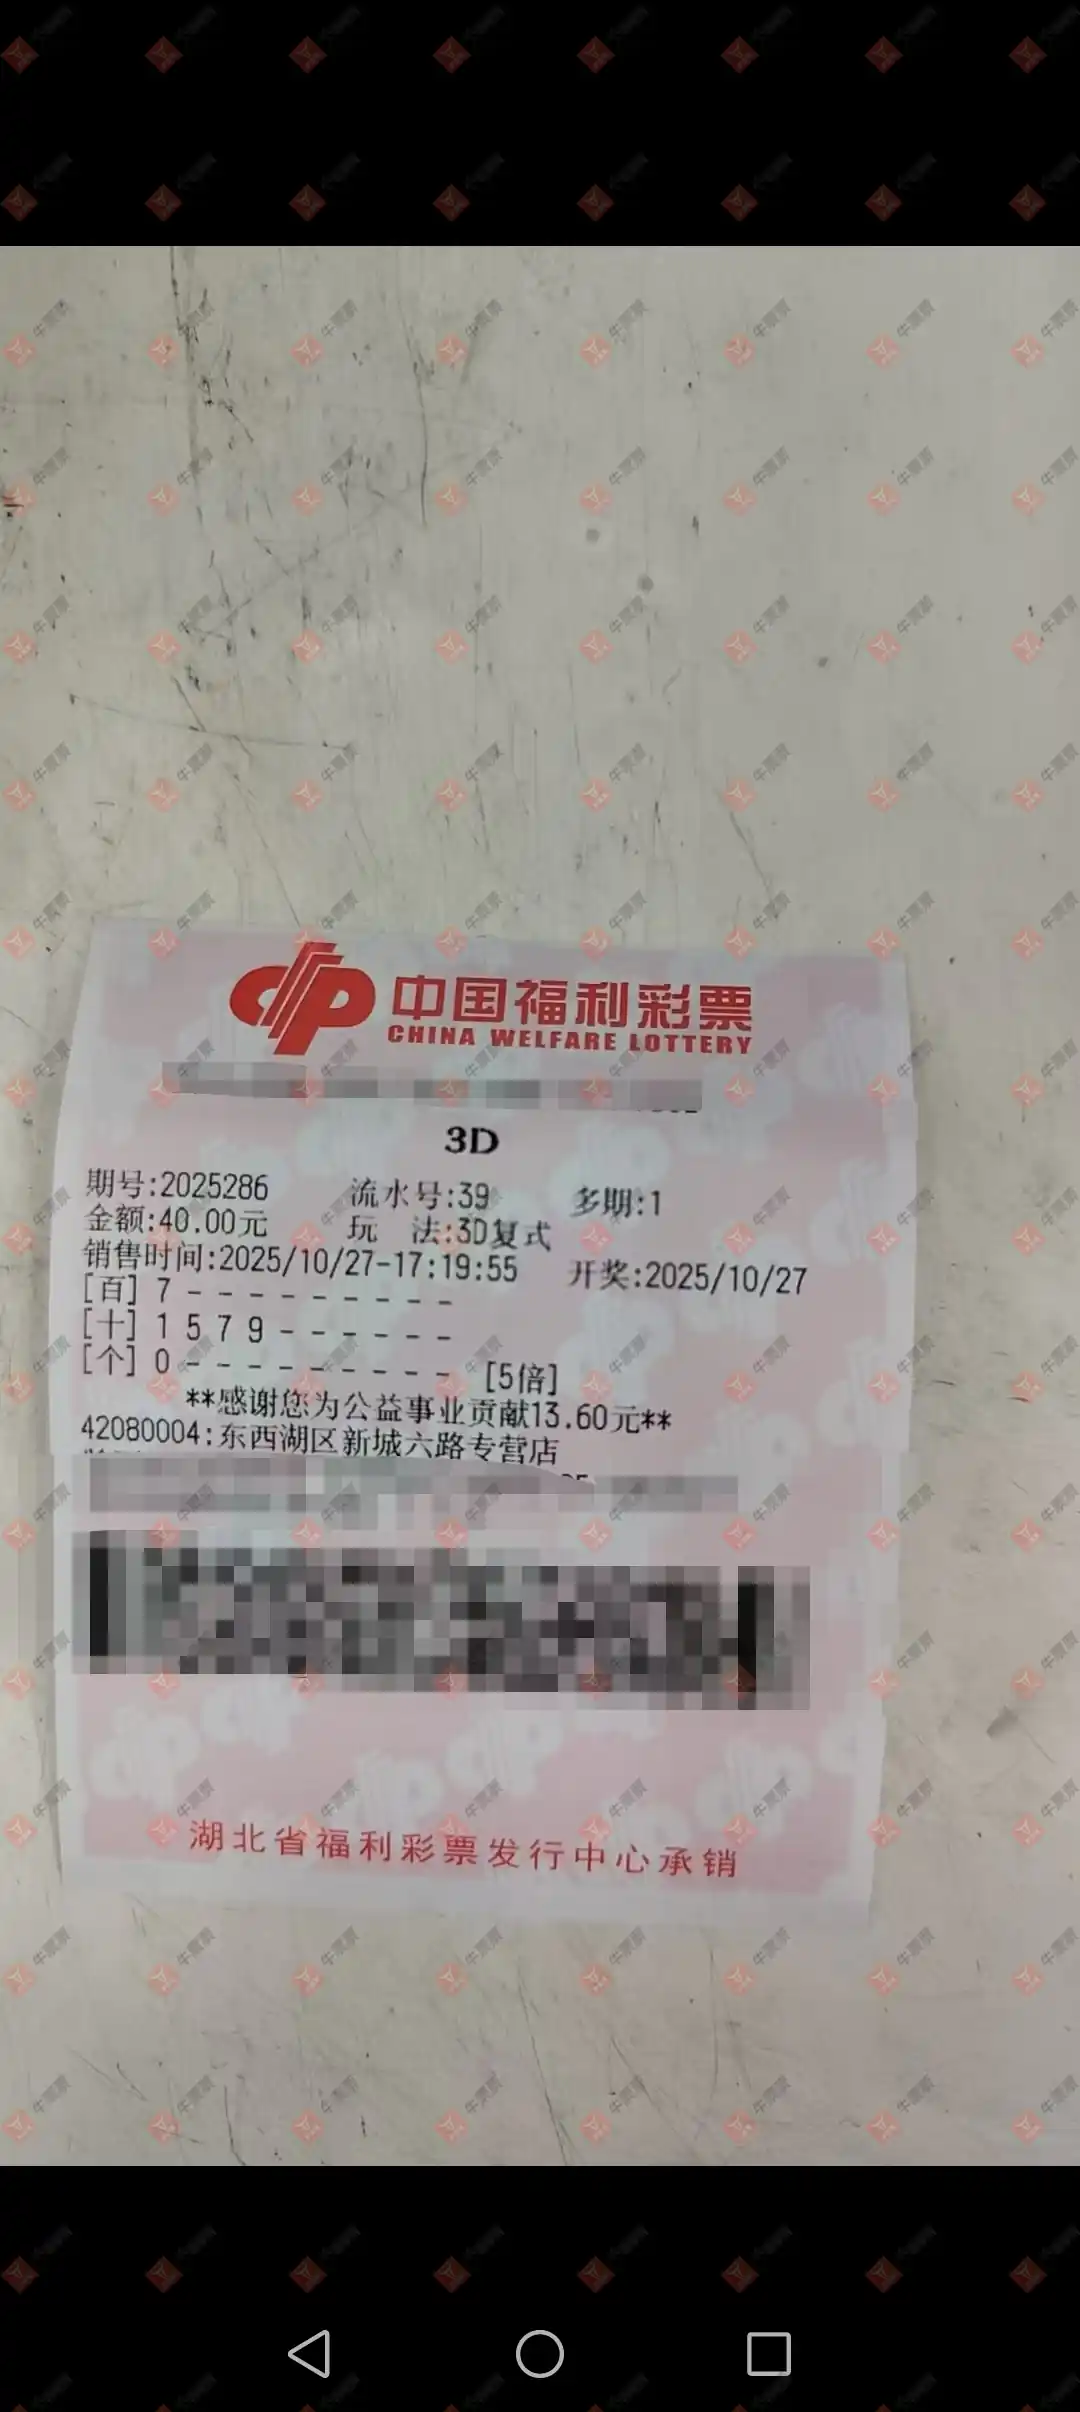 中国福利彩票
CHINA WELFARE LOTTERY
3D
期号:2025286 流水号:39 多期:1
金额:40.00元 玩 法:3D复式
销售时间:2025/10/27-17:19:55 开奖:2025/10/27
[百] 7 - - - - - - - - -
[十] 1 5 7 9 - - - - - -
[个] 0 - - - - - - - - - [5倍]
**感谢您为公益事业贡献13.60元**
42080004:东西湖区新城六路专营店
湖北省福利彩票发行中心承销